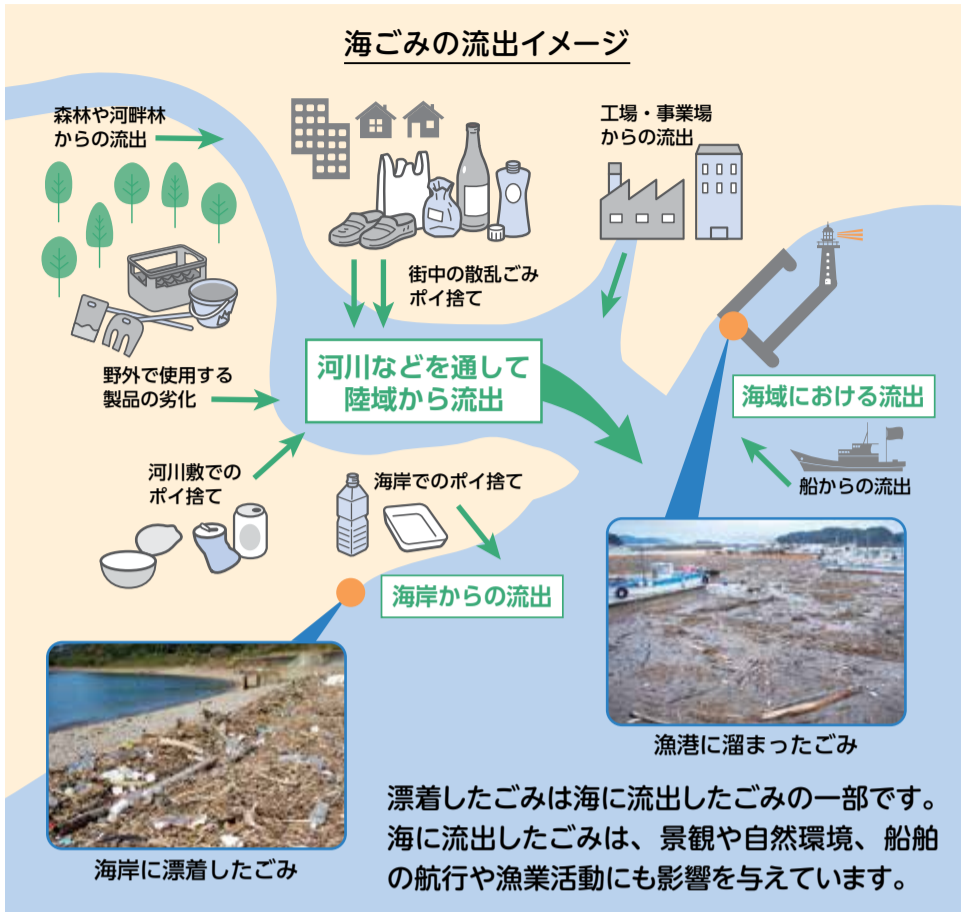 海ごみの流出イメージ
森林や河畔林
からの流出
工場・事業場
からの流出
街中の散乱ごみ
ポイ捨て
河川などを通して
陸域から流出
野外で使用する
製品の劣化
海域における流出
河川敷での
ポイ捨て
海岸でのポイ捨て
船からの流出
海岸からの流出
漁港に溜まったごみ
漂着したごみは海に流出したごみの一部です。
海に流出したごみは、景観や自然環境、船舶
の航行や漁業活動にも影響を与えています。
海岸に漂着したごみ